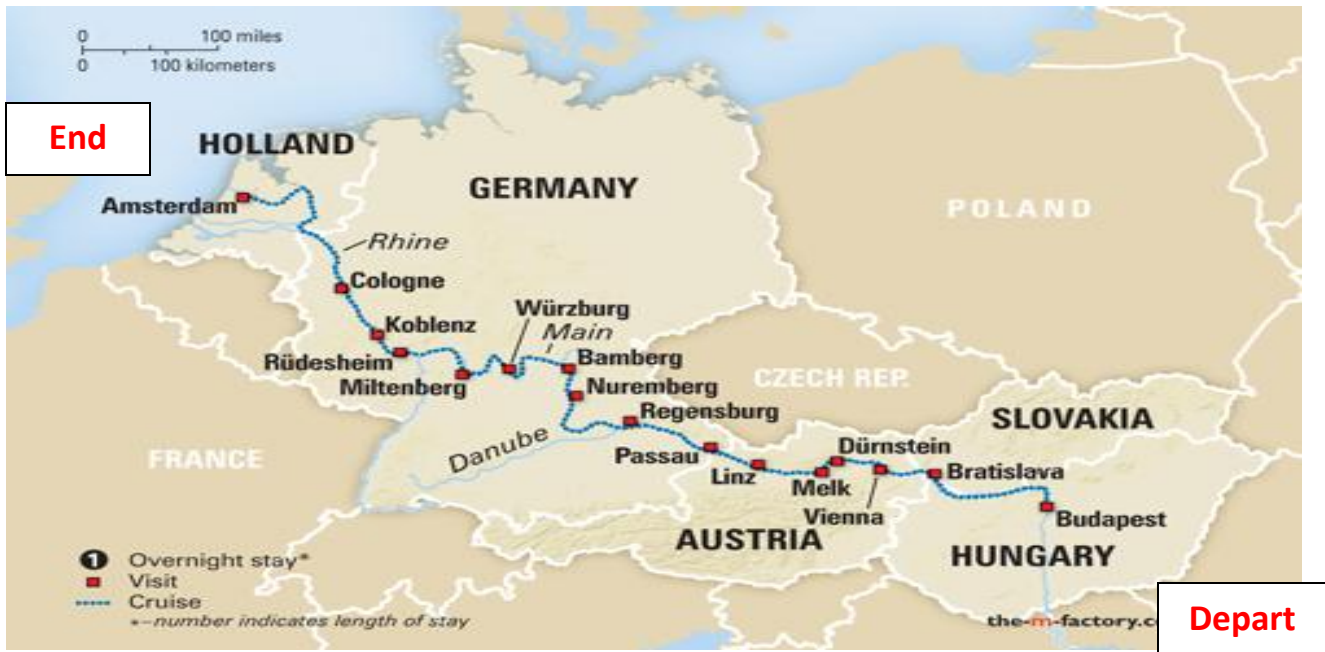 0 100 miles
0 100 kilometers
End
HOLLAND
GERMANY
POLAND
Amsterdam
Rhine
Cologne
Würzburg
Koblenz
Main
Rüdesheim
Bamberg
Miltenberg
CZECH REP.
Nuremberg
Regensburg
SLOVAKIA
Danube
Dürnstein
FRANCE
Passau
Linz
Melk
Bratislava
Vienna
Budapest
AUSTRIA
HUNGARY
1 Overnight stay*
Visit
Cruise
*–number indicates length of stay
the-m-factory.c
Depart